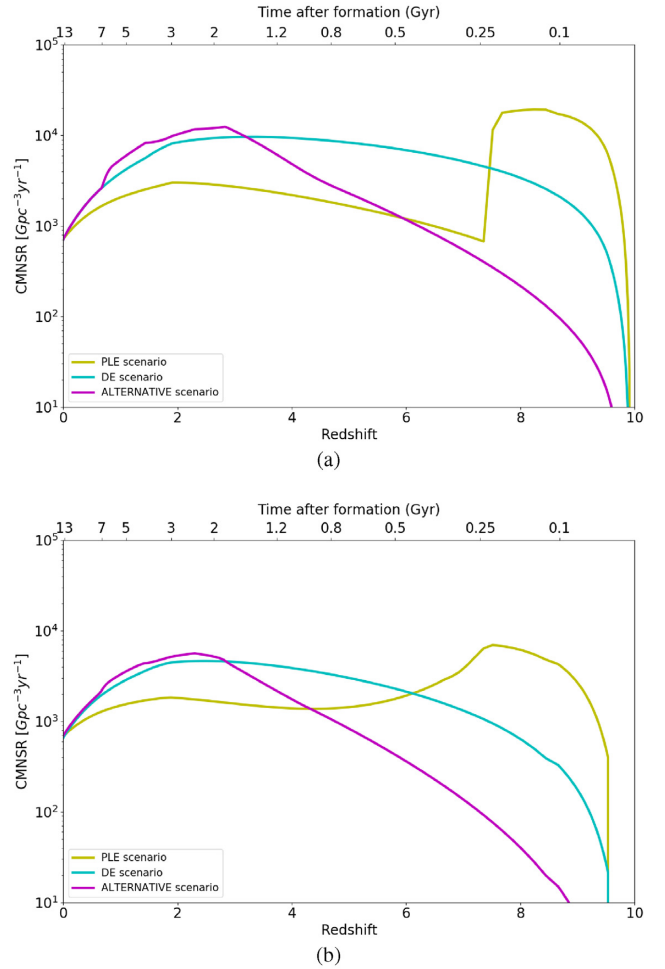 Time after formation (Gyr)
13 7 5 3 2 1.2 0.8 0.5 0.25 0.1
10^5
10^4
10^3
10^2
10^1
CMNSR [Gpc^{-3}yr^{-1}]
PLE scenario
DE scenario
ALTERNATIVE scenario
0 2 4 6 8 10
Redshift
(a)
Time after formation (Gyr)
13 7 5 3 2 1.2 0.8 0.5 0.25 0.1
10^5
10^4
10^3
10^2
10^1
CMNSR [Gpc^{-3}yr^{-1}]
PLE scenario
DE scenario
ALTERNATIVE scenario
0 2 4 6 8 10
Redshift
(b)